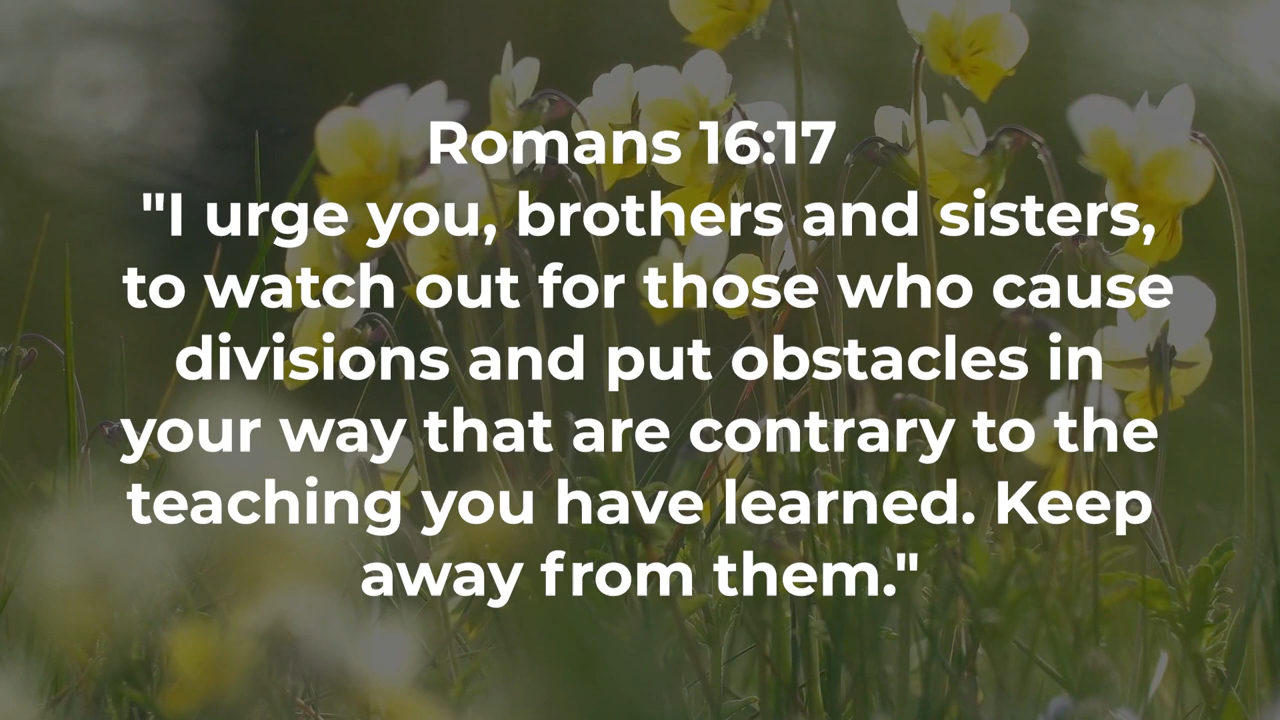 Romans 16:17
"I urge you, brothers and sisters,
to watch out for those who cause
divisions and put obstacles in
your way that are contrary to the
teaching you have learned. Keep
away from them."